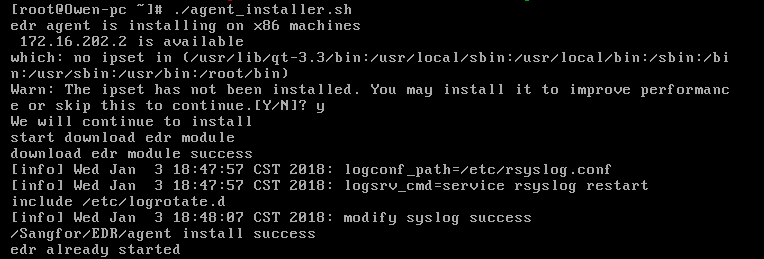 [root@Owen-pc ~]# ./agent_installer.sh
edr agent is installing on x86 machines
 172.16.202.2 is available
which: no ipset in (/usr/lib/qt-3.3/bin:/usr/local/sbin:/usr/local/bin:/sbin:/bi
n:/usr/sbin:/usr/bin:/root/bin)
Warn: The ipset has not been installed. You may install it to improve performanc
e or skip this to continue.[Y/N]? y
We will continue to install
start download edr module
download edr module success
[info] Wed Jan  3 18:47:57 CST 2018: logconf_path=/etc/rsyslog.conf
[info] Wed Jan  3 18:47:57 CST 2018: logsrv_cmd=service rsyslog restart
include /etc/logrotate.d
[info] Wed Jan  3 18:48:07 CST 2018: modify syslog success
/Sangfor/EDR/agent install success
edr already started